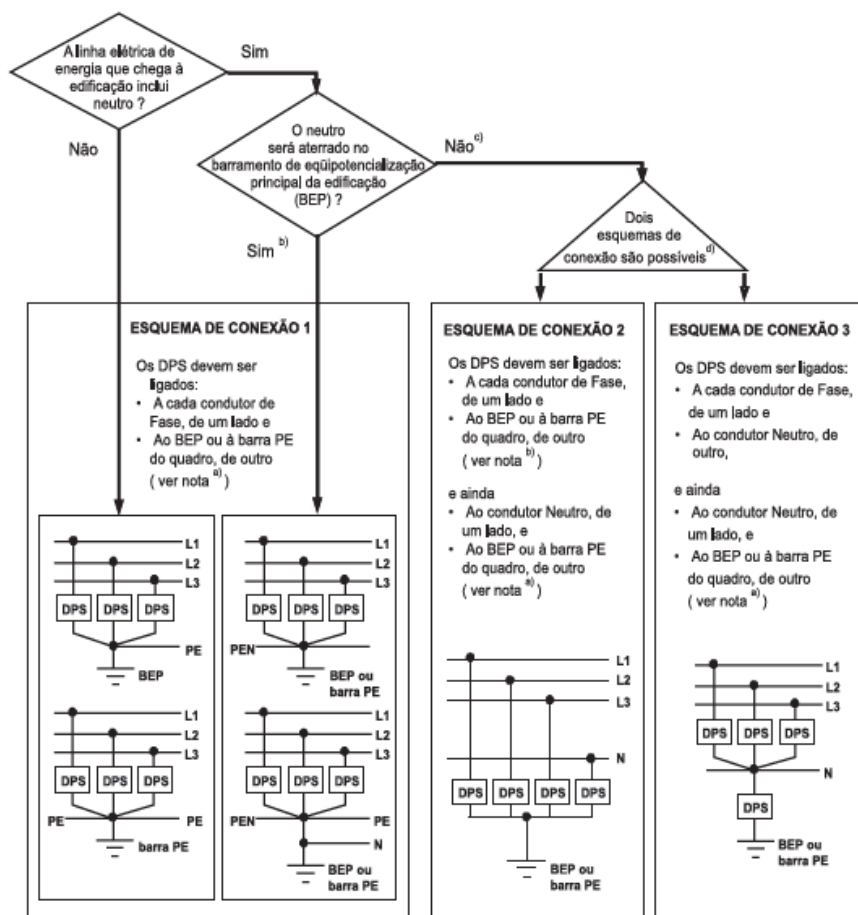 A linha elétrica de
energia que chega à
edificação inclui
neutro ?
Sim
Não
O neutro
será aterrado no
barramento de eqüipotencialização
principal da edificação
(BEP) ?
Não c)
Sim b)
Dois
esquemas de
conexão são possíveis d)
ESQUEMA DE CONEXÃO 1
Os DPS devem ser
ligados:
• A cada condutor de
Fase, de um lado e
• Ao BEP ou à barra PE
do quadro, de outro
( ver nota a) )
L1
L2
L3
DPS DPS DPS
PE
BEP
L1
L2
L3
DPS DPS DPS
PE PE
barra PE
L1
L2
L3
DPS DPS DPS
PEN
BEP ou
barra PE
L1
L2
L3
DPS DPS DPS
PEN PE
N
BEP ou
barra PE
ESQUEMA DE CONEXÃO 2
Os DPS devem ser ligados:
• A cada condutor de Fase,
de um lado e
• Ao BEP ou à barra PE
do quadro, de outro
( ver nota b) )
e ainda
• Ao condutor Neutro, de
um lado, e
• Ao BEP ou à barra PE
do quadro, de outro
( ver nota a) )
L1
L2
L3
N
DPS DPS DPS DPS
BEP ou
barra PE
ESQUEMA DE CONEXÃO 3
Os DPS devem ser ligados:
• A cada condutor de Fase,
de um lado e
• Ao condutor Neutro, de
outro,
e ainda
• Ao condutor Neutro, de
um lado, e
• Ao BEP ou à barra PE
do quadro, de outro
( ver nota a) )
L1
L2
L3
DPS DPS DPS
N
DPS
BEP ou
barra PE